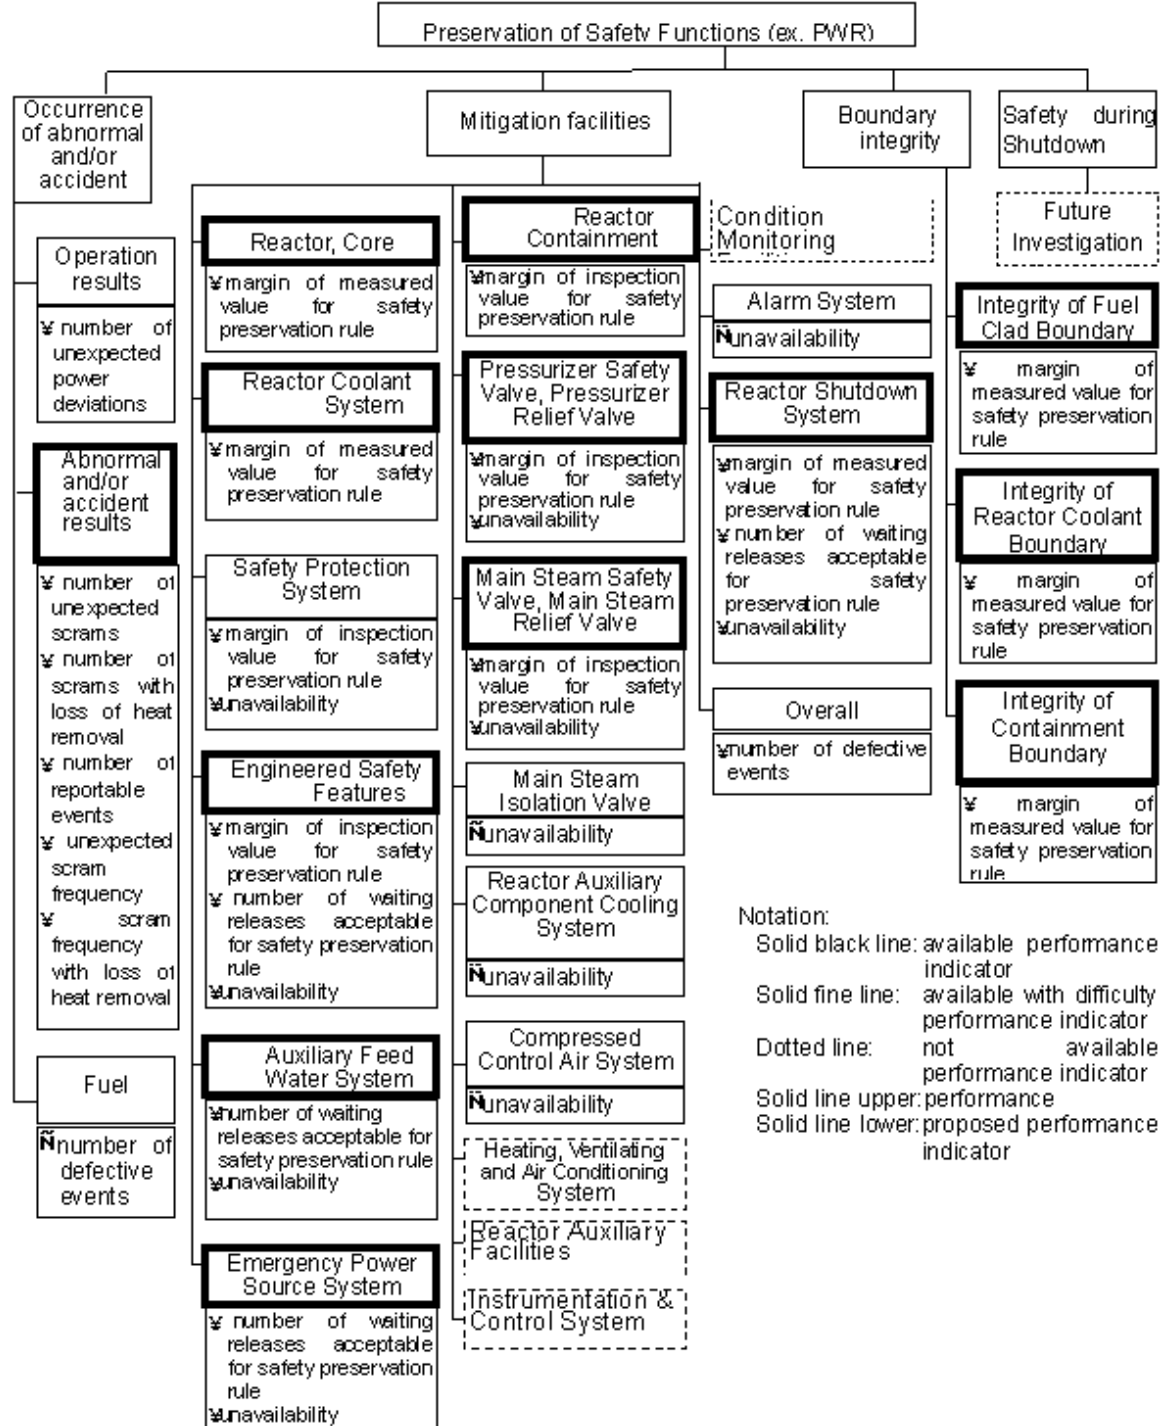 Preservation of Safety Functions (ex. PWR)
Occurrence
of abnormal
and/or
accident
Mitigation facilities
Boundary
integrity
Safety during
Shutdown
Operation
results
¥ number of
unexpected
power
deviations
Abnormal
and/or
accident
results
¥ number of
unexpected
scrams
¥ number of
scrams with
loss of heat
removal
¥ number of
reportable
events
¥ unexpected
scram
frequency
¥ scram
frequency
with loss of
heat removal
Fuel
Ñnumber of
defective
events
Reactor, Core
¥margin of measured
value for safety
preservation rule
Reactor Coolant
System
¥margin of measured
value for safety
preservation rule
Safety Protection
System
¥margin of inspection
value for safety
preservation rule
¥unavailability
Engineered Safety
Features
¥margin of inspection
value for safety
preservation rule
¥ number of waiting
releases acceptable
for safety preservation
rule
¥unavailability
Auxiliary Feed
Water System
¥number of waiting
releases acceptable for
safety preservation rule
¥unavailability
Emergency Power
Source System
¥ number of waiting
releases acceptable
for safety preservation
rule
¥unavailability
Reactor
Containment
¥margin of inspection
value for safety
preservation rule
Pressurizer Safety
Valve, Pressurizer
Relief Valve
¥margin of inspection
value for safety
preservation rule
¥unavailability
Main Steam Safety
Valve, Main Steam
Relief Valve
¥margin of inspection
value for safety
preservation rule
¥unavailability
Main Steam
Isolation Valve
Ñunavailability
Reactor Auxiliary
Component Cooling
System
Ñunavailability
Compressed
Control Air System
Ñunavailability
Heating, Ventilating
and Air Conditioning
System
Reactor Auxiliary
Facilities
Instrumentation &
Control System
Condition
Monitoring
Alarm System
Ñunavailability
Reactor Shutdown
System
¥margin of measured
value for safety
preservation rule
¥number of waiting
releases acceptable
for safety
preservation rule
¥unavailability
Overall
¥number of defective
events
Future
Investigation
Integrity of Fuel
Clad Boundary
¥ margin of
measured value for
safety preservation
rule
Integrity of
Reactor Coolant
Boundary
¥ margin of
measured value for
safety preservation
rule
Integrity of
Containment
Boundary
¥ margin of
measured value for
safety preservation
rule
Notation:
Solid black line: available performance
indicator
Solid fine line: available with difficulty
performance indicator
Dotted line: not available
performance indicator
Solid line upper: performance
Solid line lower: proposed performance
indicator